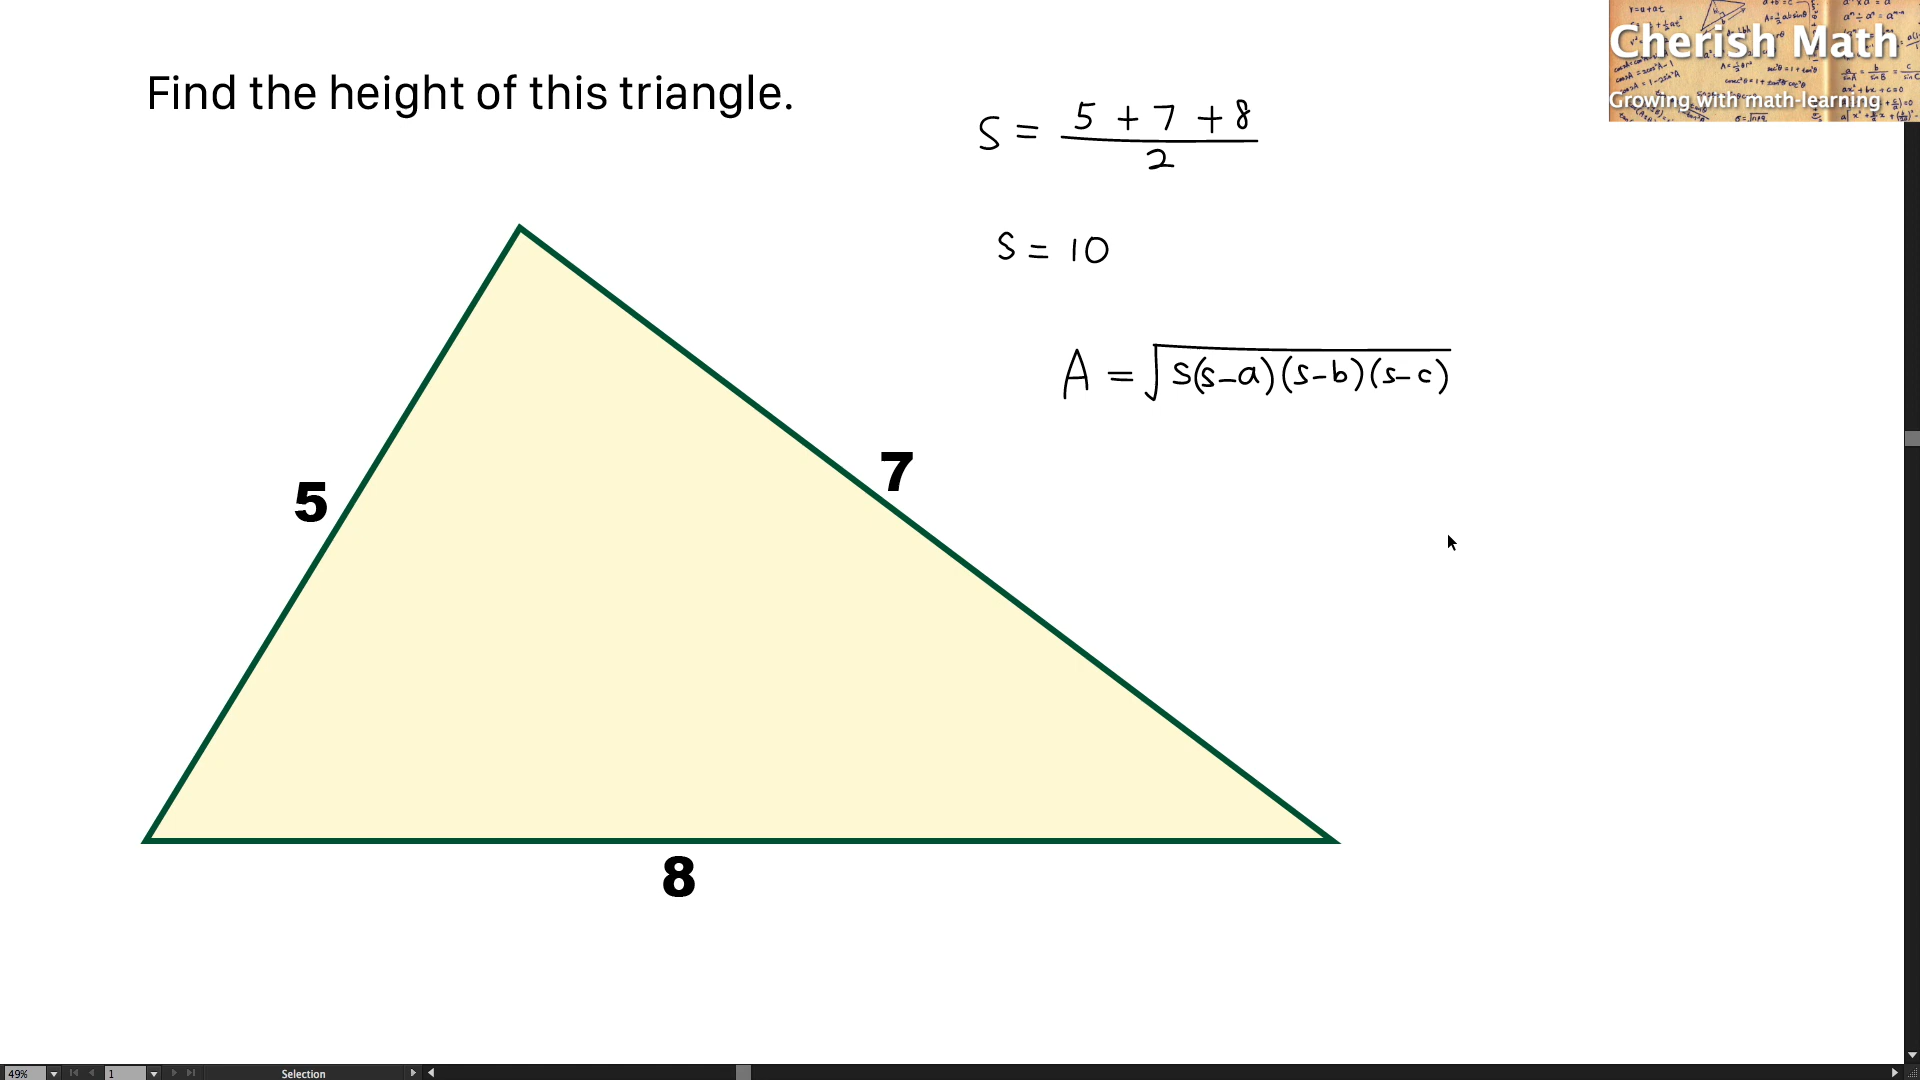 Cherish Math
Growing with math-learning
Find the height of this triangle.
S = 5 + 7 + 8 / 2
S = 10
A = √s(s-a)(s-b)(s-c)
5
7
8
49%
1
Selection